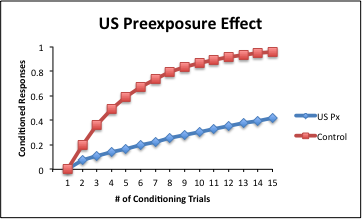 US Preexposure Effect
Conditioned Responses
1
0.8
0.6
0.4
0.2
0
1 2 3 4 5 6 7 8 9 10 11 12 13 14 15
# of Conditioning Trials
US Px
Control